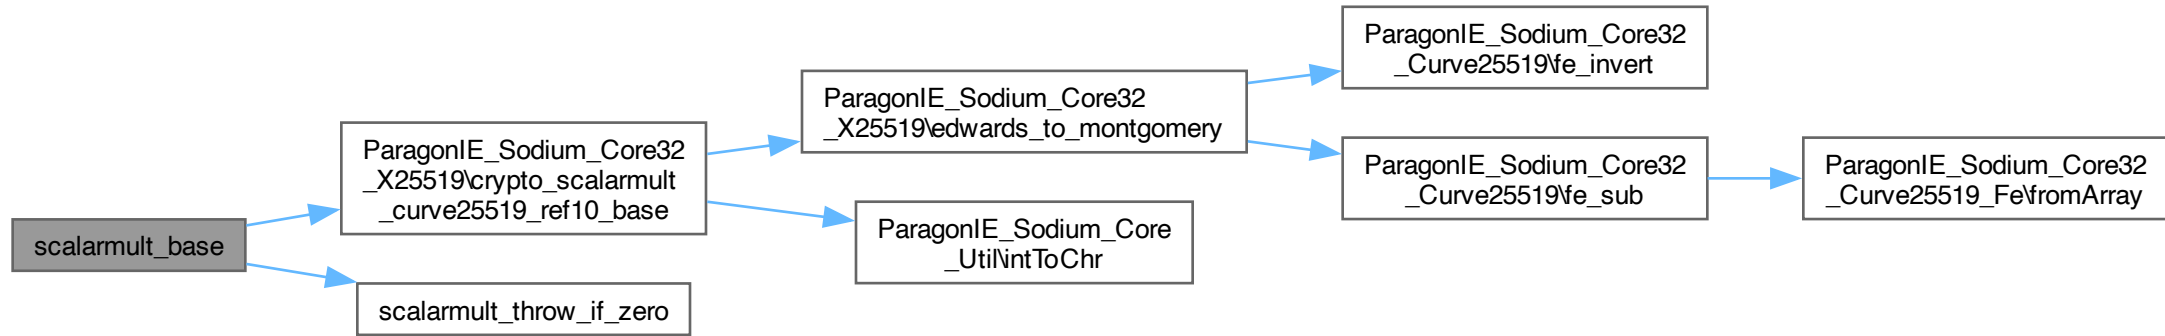 scalarmult_base
ParagonIE_Sodium_Core32
_X25519\crypto_scalarmult
_curve25519_ref10_base
scalarmult_throw_if_zero
ParagonIE_Sodium_Core32
_X25519\edwards_to_montgomery
ParagonIE_Sodium_Core
_Util\intToChr
ParagonIE_Sodium_Core32
_Curve25519\fe_invert
ParagonIE_Sodium_Core32
_Curve25519\fe_sub
ParagonIE_Sodium_Core32
_Curve25519_Fe\fromArray